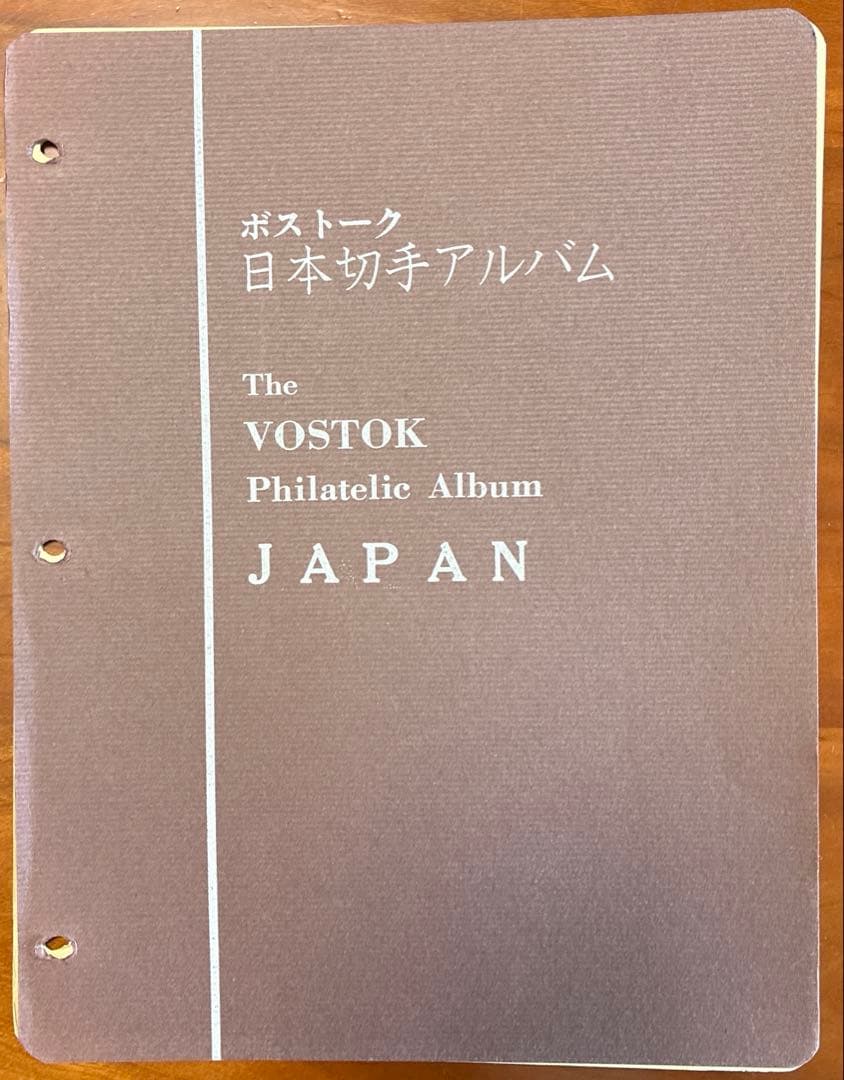 ボストーク
日本切手アルバム
The
VOSTOK
Philatelic Album
JAPAN